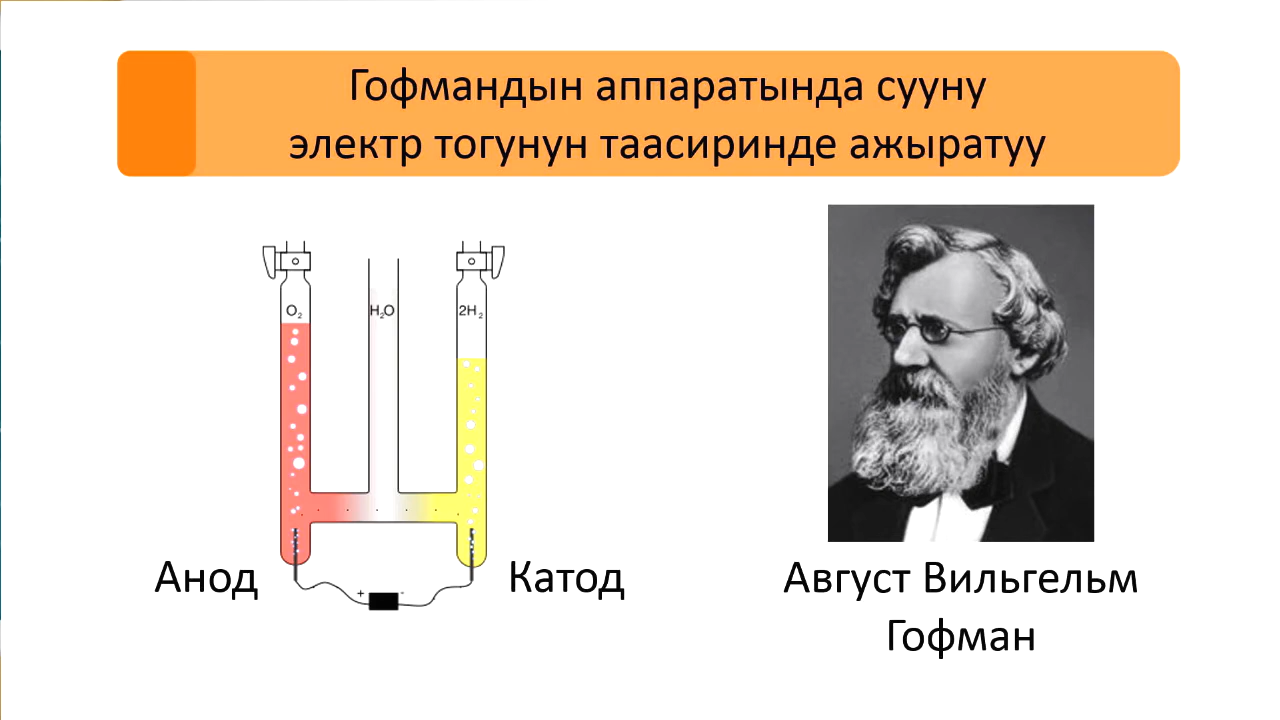 Гофмандын аппаратында сууну
электр тогунун таасиринде ажыратуу
O₂
H₂O
2H₂
Анод
+
-
Катод
Август Вильгельм
Гофман